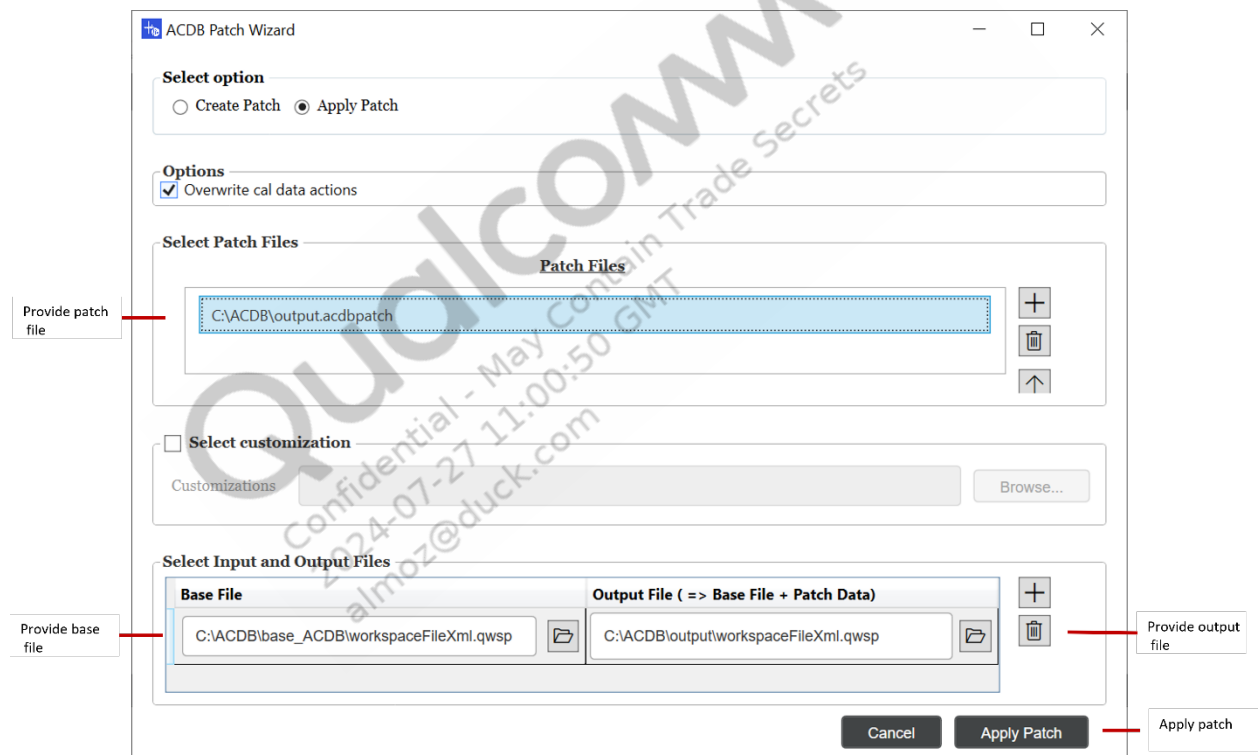 ACDB Patch Wizard
Select option
Create Patch Apply Patch
Options
Overwrite cal data actions
Select Patch Files
Patch Files
Provide patch
file
C:\ACDB\output.acdbpatch
Select customization
Customizations
Browse...
Select Input and Output Files
Base File
Output File ( => Base File + Patch Data)
Provide base
file
C:\ACDB\base_ACDB\workspaceFileXml.qwsp
C:\ACDB\output\workspaceFileXml.qwsp
Provide output
file
Cancel
Apply Patch
Apply patch
Qualcomm
Confidential - May Contain Trade Secrets
2024-07-27 11:00:50 GMT
almoz@duck.com